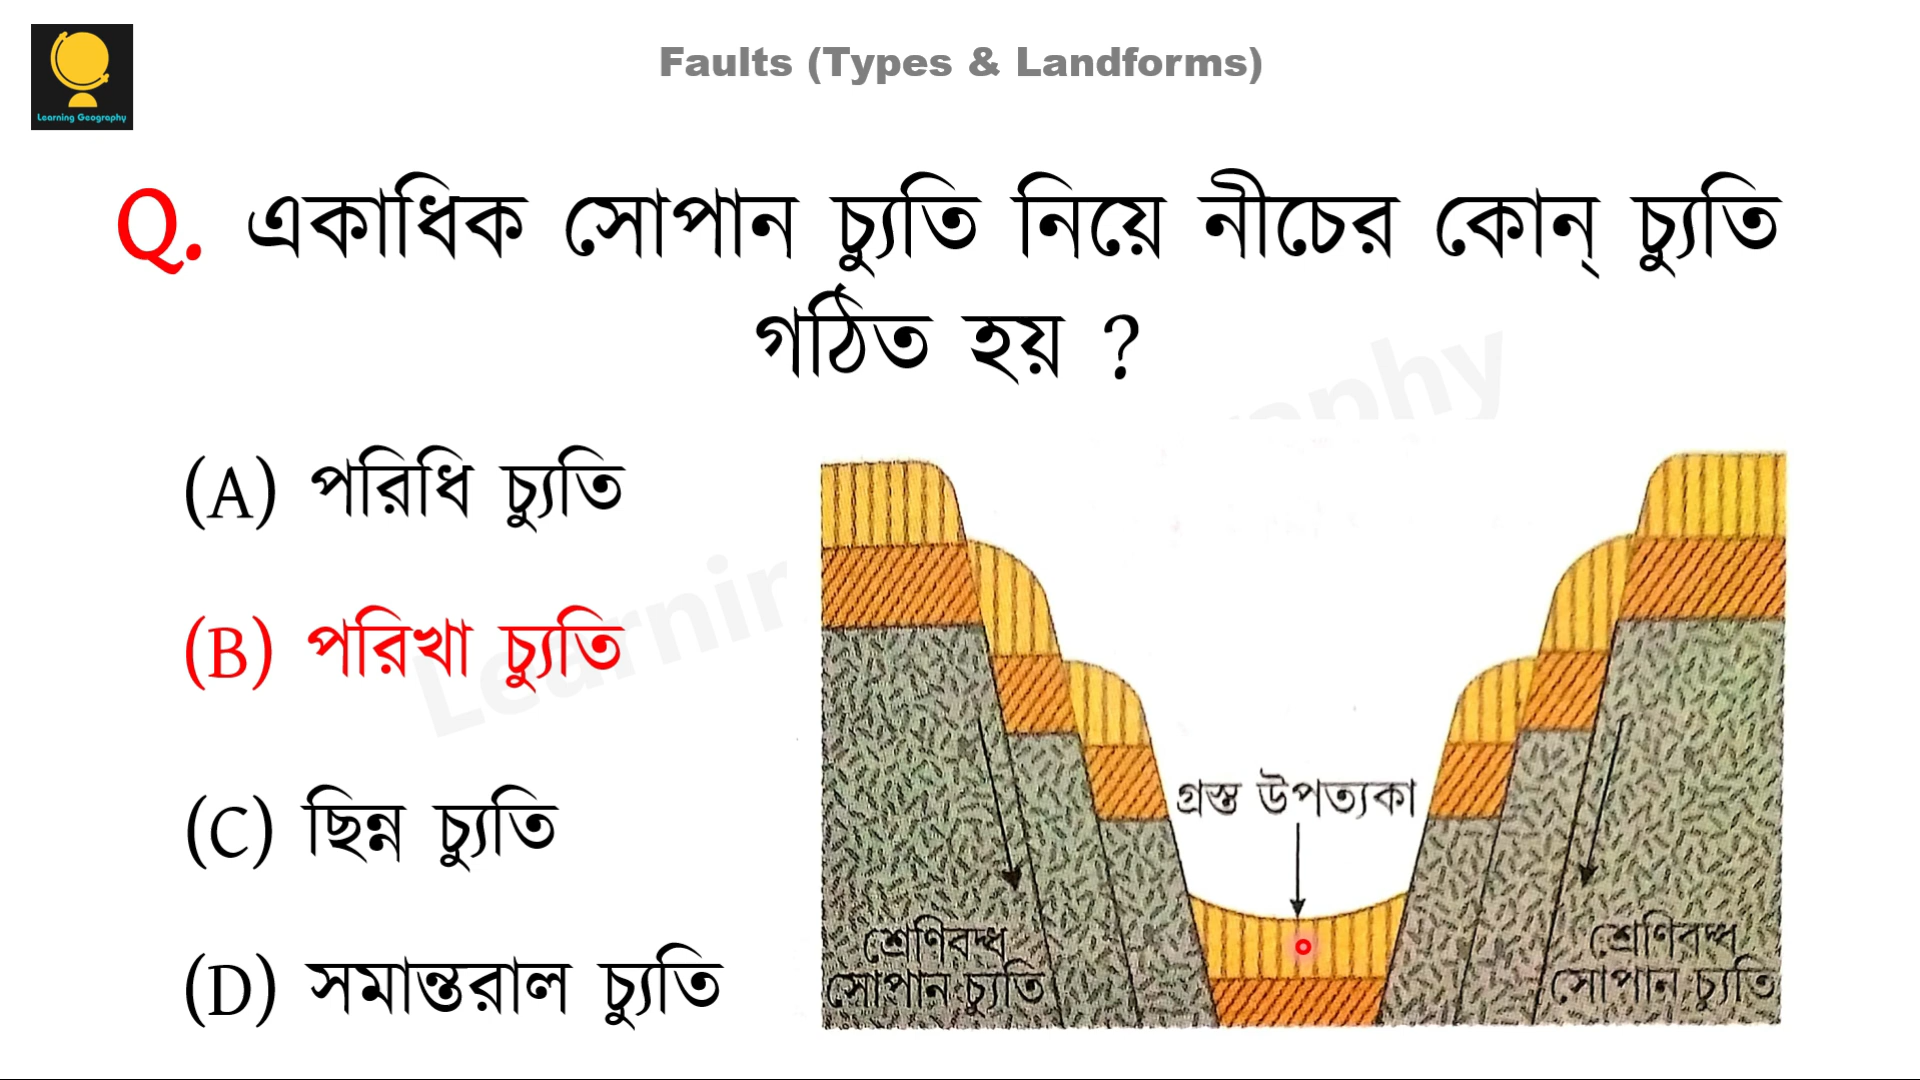 Learning Geography
Faults (Types & Landforms)
Q. একাধিক সোপান চ্যুতি নিয়ে নীচের কোন্ চ্যুতি
গঠিত হয় ?
(A) পরিধি চ্যুতি
(B) পরিখা চ্যুতি
(C) ছিন্ন চ্যুতি
(D) সমান্তরাল চ্যুতি
গ্রস্ত উপত্যকা
শ্রেণিবদ্ধ
সোপান চ্যুতি
শ্রেণিবদ্ধ
সোপান চ্যুতি